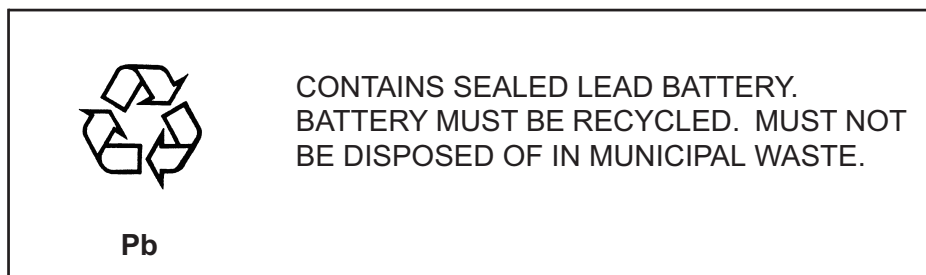 CONTAINS SEALED LEAD BATTERY.
BATTERY MUST BE RECYCLED.  MUST NOT
BE DISPOSED OF IN MUNICIPAL WASTE.
Pb